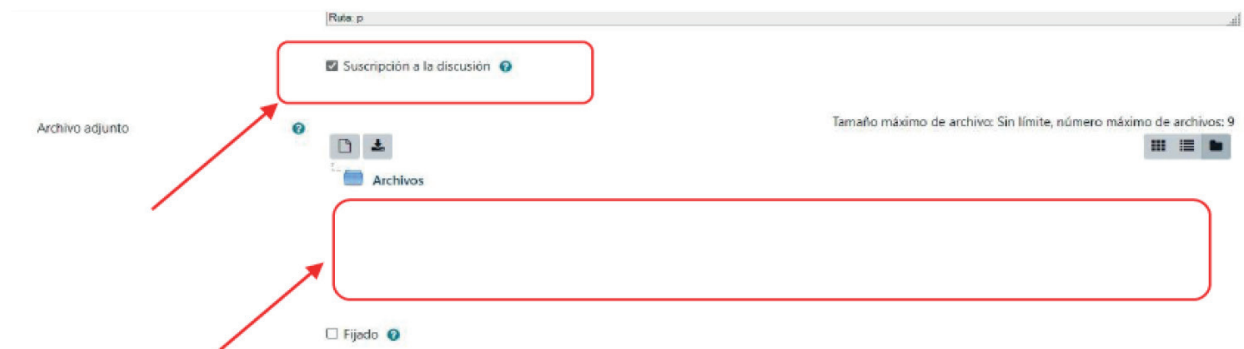 Ruta: p
Suscripción a la discusión
Archivo adjunto
Tamaño máximo de archivo: Sin límite, número máximo de archivos: 9
Archivos
Fijado